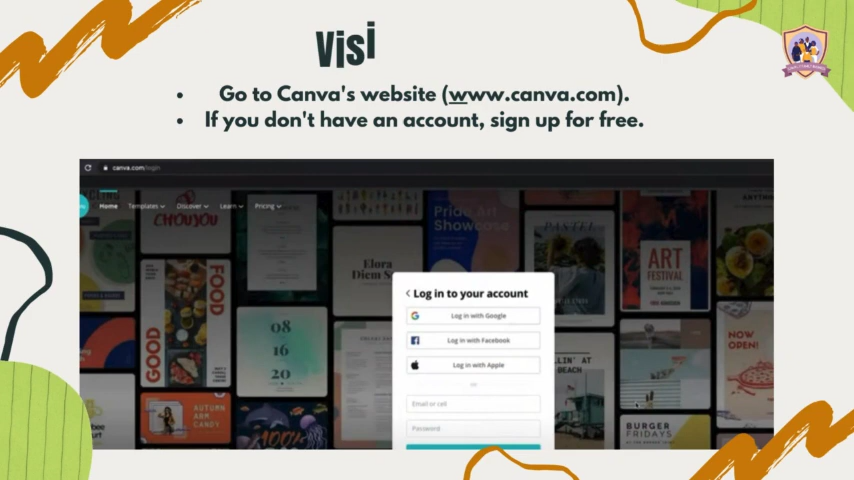 Visi
• Go to Canva's website (www.canva.com).
• If you don't have an account, sign up for free.
canva.com/login
Home Templates Discover Learn Pricing
CHOUJOU
Pride Art
Showcase
PASTEL
Elora
Diem
ART
FESTIVAL
FOOD
GOOD
08
16
20
Log in to your account
Log in with Google
Log in with Facebook
Log in with Apple
or
Email or cell
Password
BEACH
NOW
OPEN!
AUTUMN
ARM
CANDY
BURGER
FRIDAYS